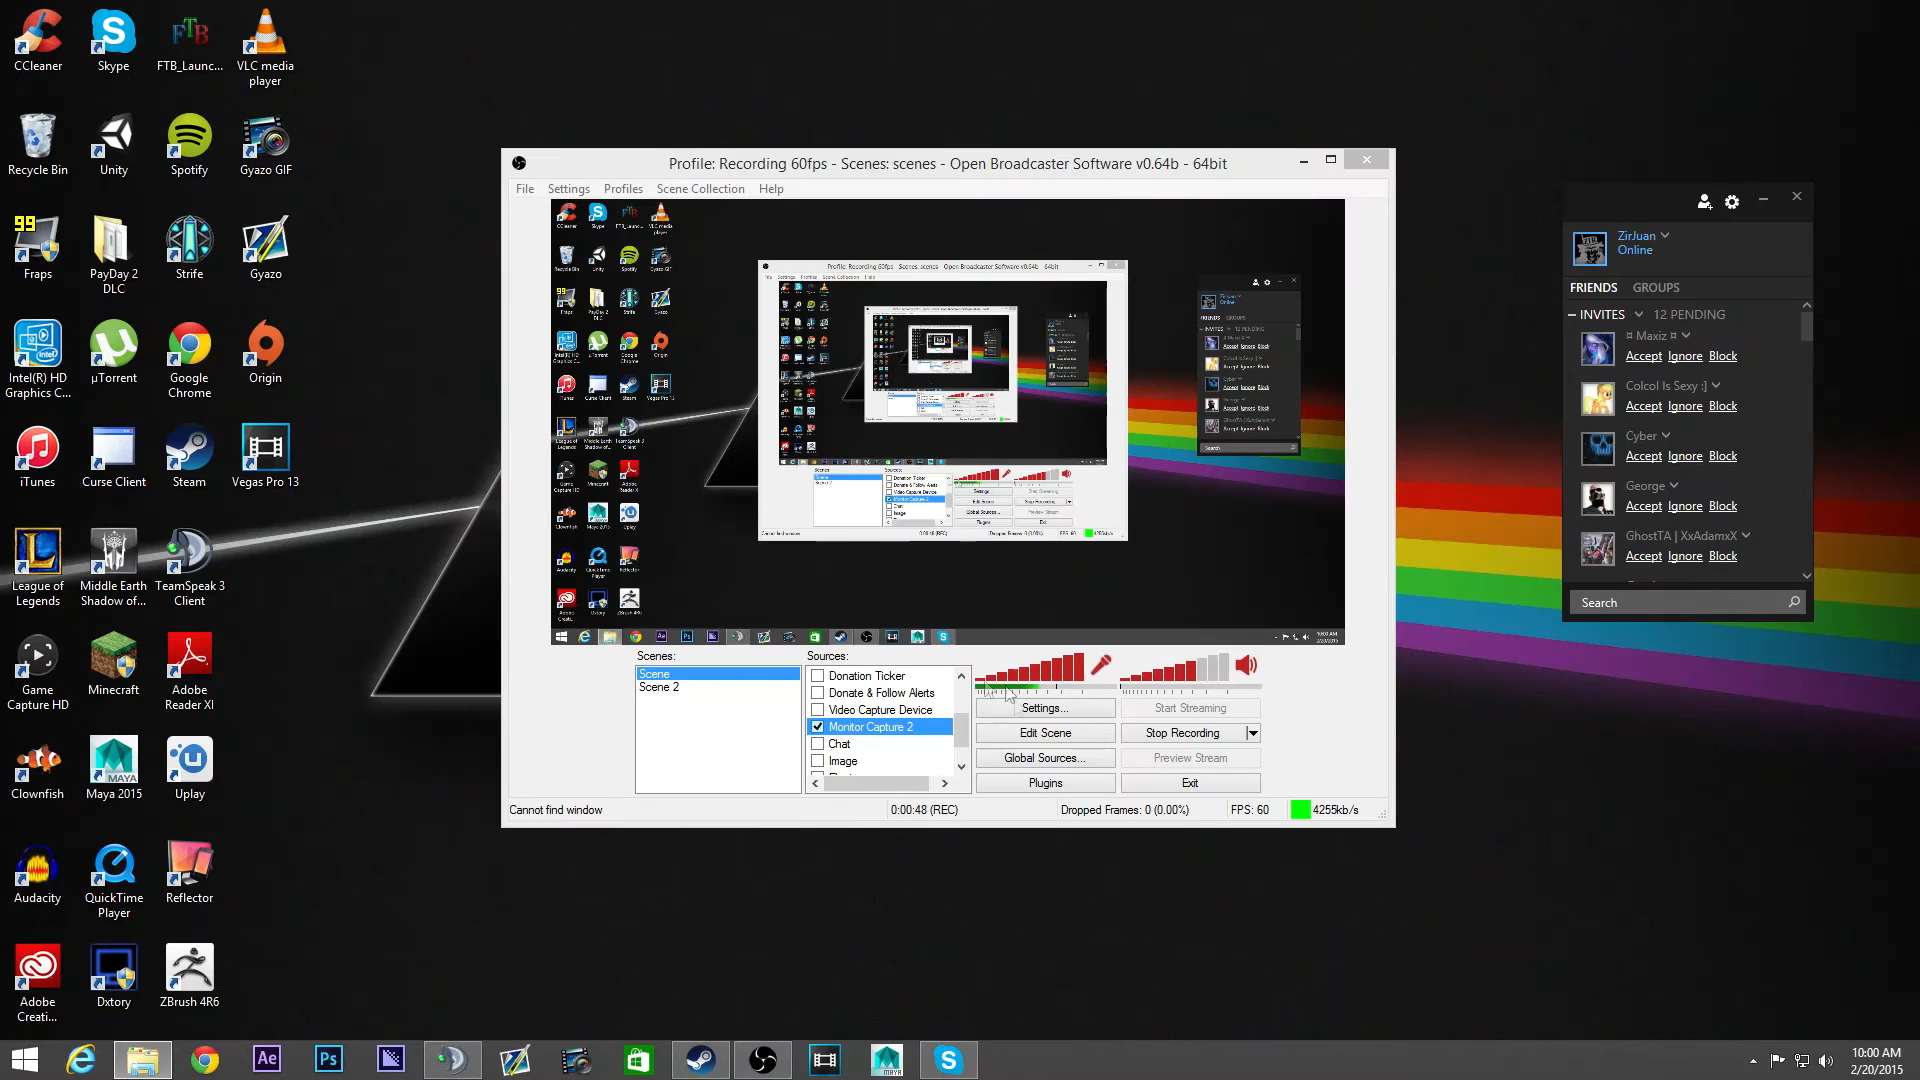 CCleaner
Skype
FTB_Launc...
VLC media
player
Recycle Bin
Unity
Spotify
Gyazo GIF
99
Fraps
PayDay 2
DLC
Strife
Gyazo
Intel(R) HD
Graphics C...
µTorrent
Google
Chrome
Origin
iTunes
Curse Client
Steam
Vegas Pro 13
League of
Legends
Middle Earth
Shadow of...
TeamSpeak 3
Client
Game
Capture HD
Minecraft
Adobe
Reader XI
Clownfish
Maya 2015
Uplay
Audacity
QuickTime
Player
Reflector
Adobe
Creati...
Dxtory
ZBrush 4R6
Profile: Recording 60fps - Scenes: scenes - Open Broadcaster Software v0.64b - 64bit
File Settings Profiles Scene Collection Help
Scenes:
Scene
Scene 2
Sources:
Donation Ticker
Donate & Follow Alerts
Video Capture Device
Monitor Capture 2
Chat
Image
Settings...
Start Streaming
Edit Scene
Stop Recording
Global Sources...
Preview Stream
Plugins
Exit
Cannot find window
0:00:48 (REC)
Dropped Frames: 0 (0.00%)
FPS: 60
4255kb/s
ZirJuan
Online
FRIENDS GROUPS
INVITES 12 PENDING
¤ Maxiz ¤
Accept Ignore Block
Colcol Is Sexy :]
Accept Ignore Block
Cyber
Accept Ignore Block
George
Accept Ignore Block
GhostTA | XxAdamxX
Accept Ignore Block
Search
Ae
Ps
MAYA
10:00 AM
2/20/2015